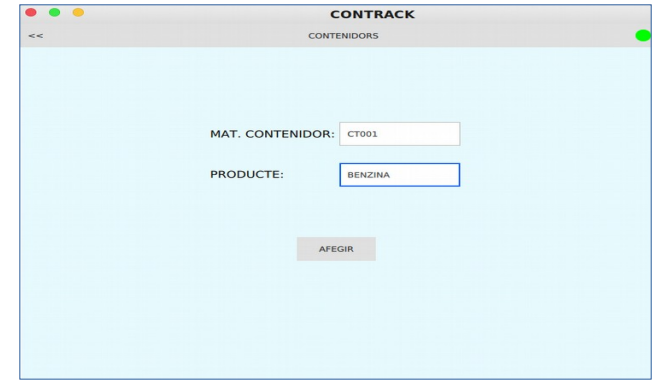 CONTRACK
<< CONTENIDORS
MAT. CONTENIDOR: CT001
PRODUCTE: BENZINA
AFEGIR